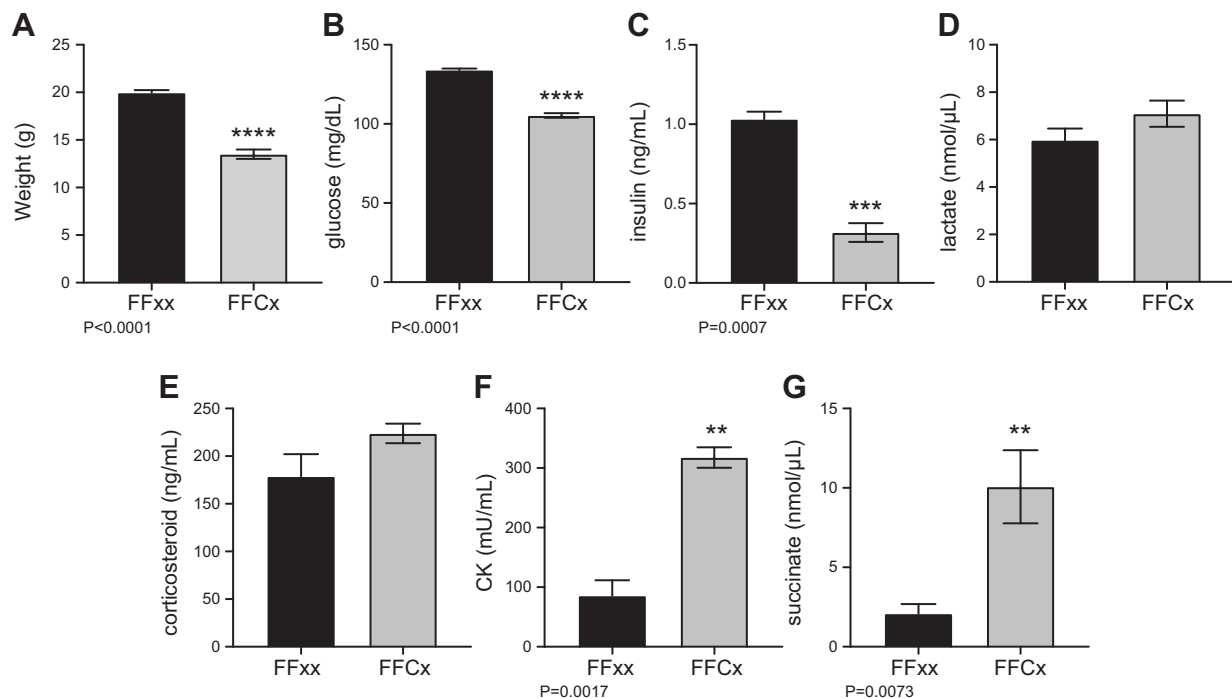 A
Weight (g)
25
20
15
10
5
0
****
FFxx FFCx
P<0.0001
B
glucose (mg/dL)
150
100
50
0
****
FFxx FFCx
P<0.0001
C
insulin (ng/mL)
1.5
1.0
0.5
0.0
***
FFxx FFCx
P=0.0007
D
lactate (nmol/µL)
10
8
6
4
2
0
FFxx FFCx
E
corticosteroid (ng/mL)
250
200
150
100
50
0
FFxx FFCx
F
CK (mU/mL)
400
300
200
100
0
**
FFxx FFCx
P=0.0017
G
succinate (nmol/µL)
15
10
5
0
**
FFxx FFCx
P=0.0073